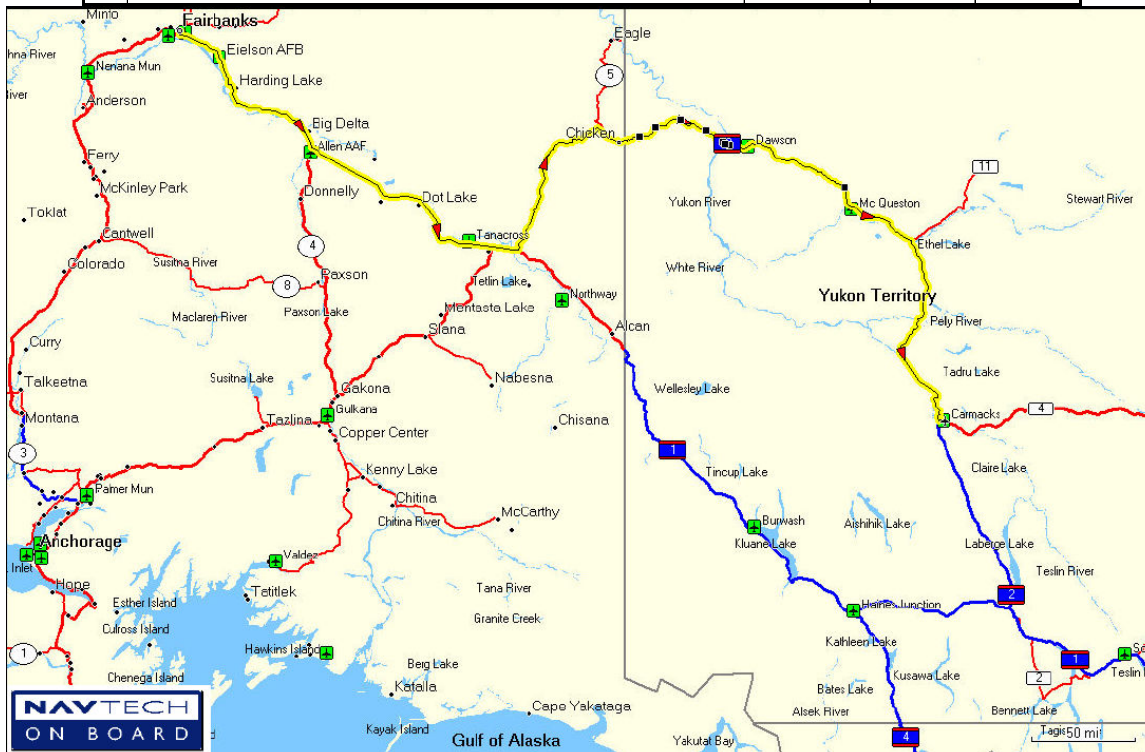 Minto
Fairbanks
Eagle
hna River
Eielson AFB
Nenana Mun
5
Harding Lake
iver
Anderson
Big Delta
Chicken
Dawson
Allen AAF
Ferry
11
McKinley Park
Donnelly
Dot Lake
Yukon River
Mc Queston
Stewart River
Toklat
Cantwell
4
Tanacross
Ethel Lake
Susitna River
Colorado
Paxson
Tetlin Lake
White River
8
Northway
Yukon Territory
Paxson Lake
Mentasta Lake
Maclaren River
Slana
Alcan
Pely River
Curry
Tadru Lake
Susitna Lake
Nabesna
Wellesley Lake
Talkeetna
Gakona
Gulkana
4
Montana
Tazlina
Chisana
Carmacks
Copper Center
3
1
Kenny Lake
Tincup Lake
Claire Lake
Palmer Mun
Chitina
McCarthy
Chitina River
Burwash
Aishihik Lake
Anchorage
Kluane Lake
Laberge Lake
Inlet
Valdez
Teslin River
Hope
Tatitlek
Tana River
2
Esther Island
Granite Creek
Haines Junction
Culross Island
1
Hawkins Island
Kathleen Lake
1
Chenega Island
Berig Lake
Kusawa Lake
2
Teslin
Katalla
Bates Lake
NAVTECH
ON BOARD
Cape Yakataga
Alsek River
Bennett Lake
Kayak Island
Gulf of Alaska
Yakutat Bay
4
Tagis
50 mi